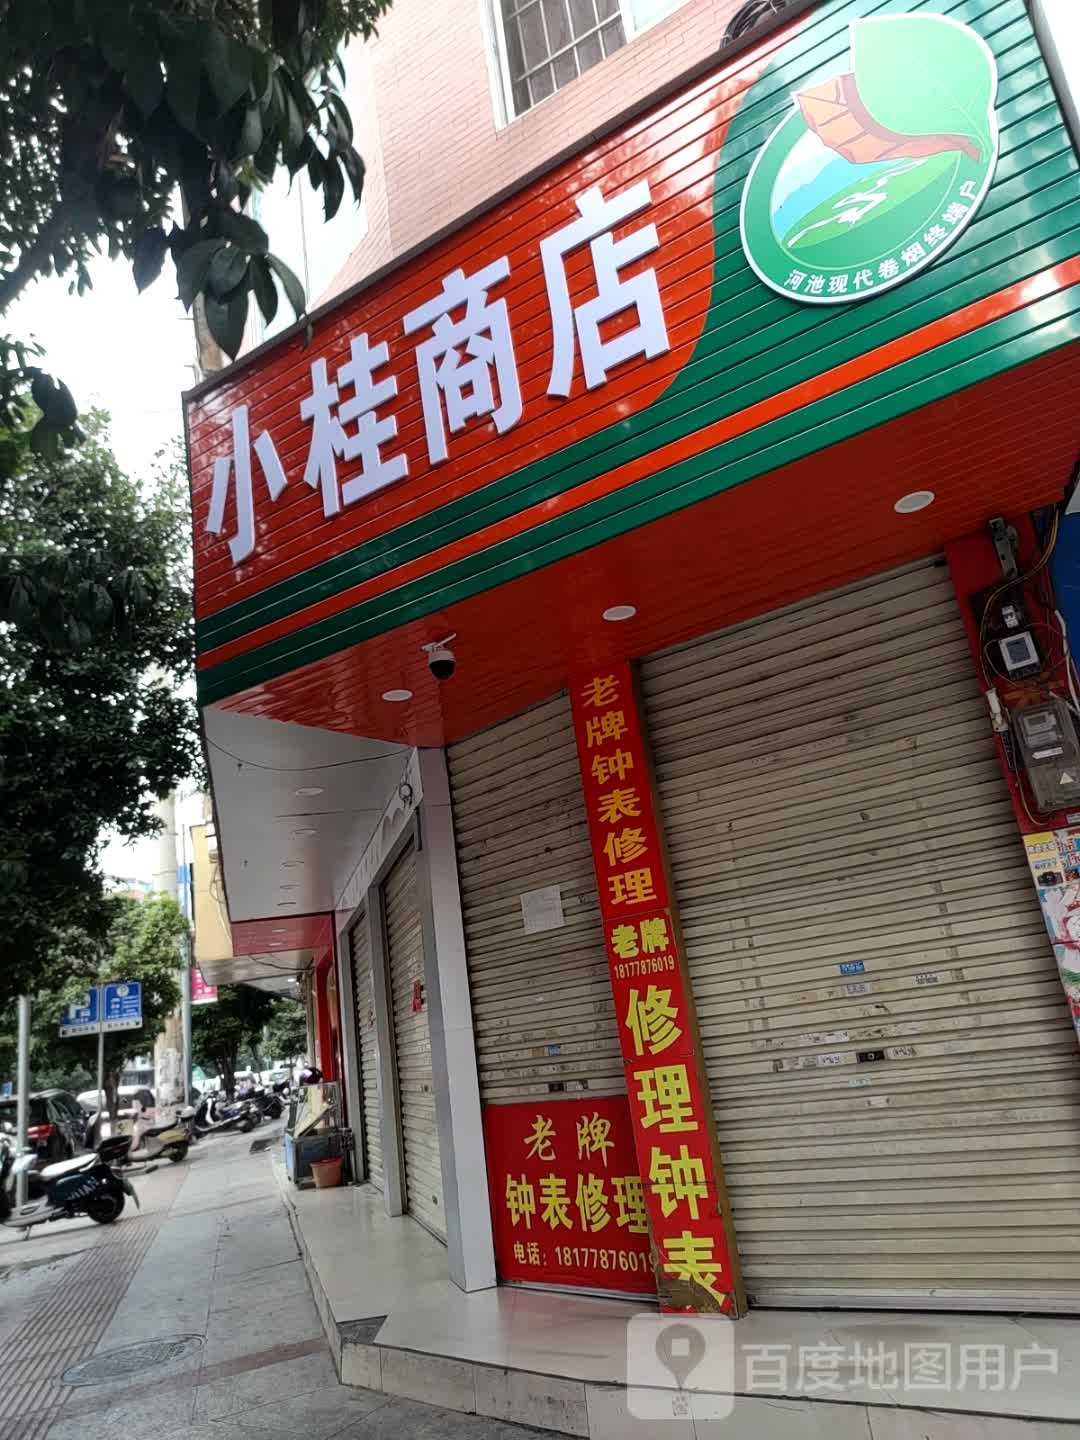 小桂商店
河池现代卷烟终端户
老牌钟表修理
老牌
18177876019
修理钟表
老牌
钟表修理
电话：18177876019
百度地图用户